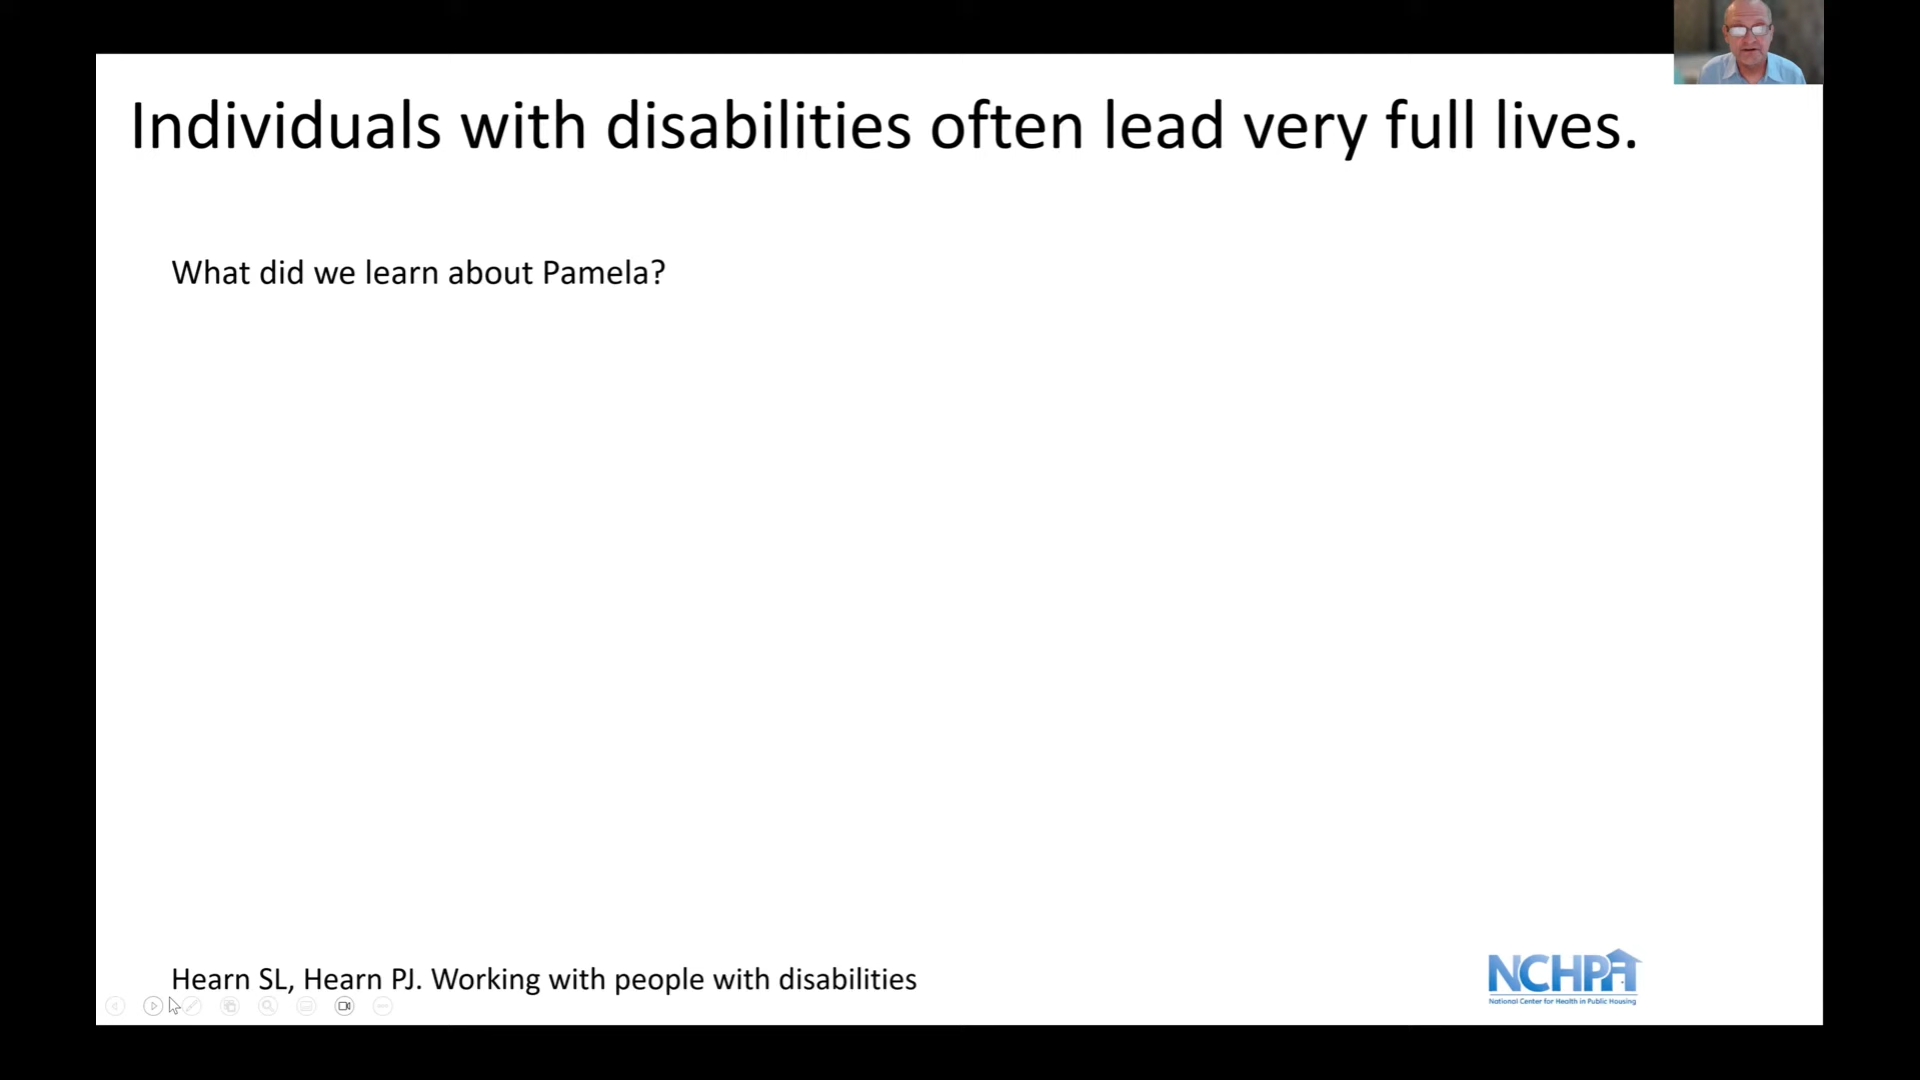 Individuals with disabilities often lead very full lives.
What did we learn about Pamela?
Hearn SL, Hearn PJ. Working with people with disabilities
NCHPH
National Center for Health in Public Housing